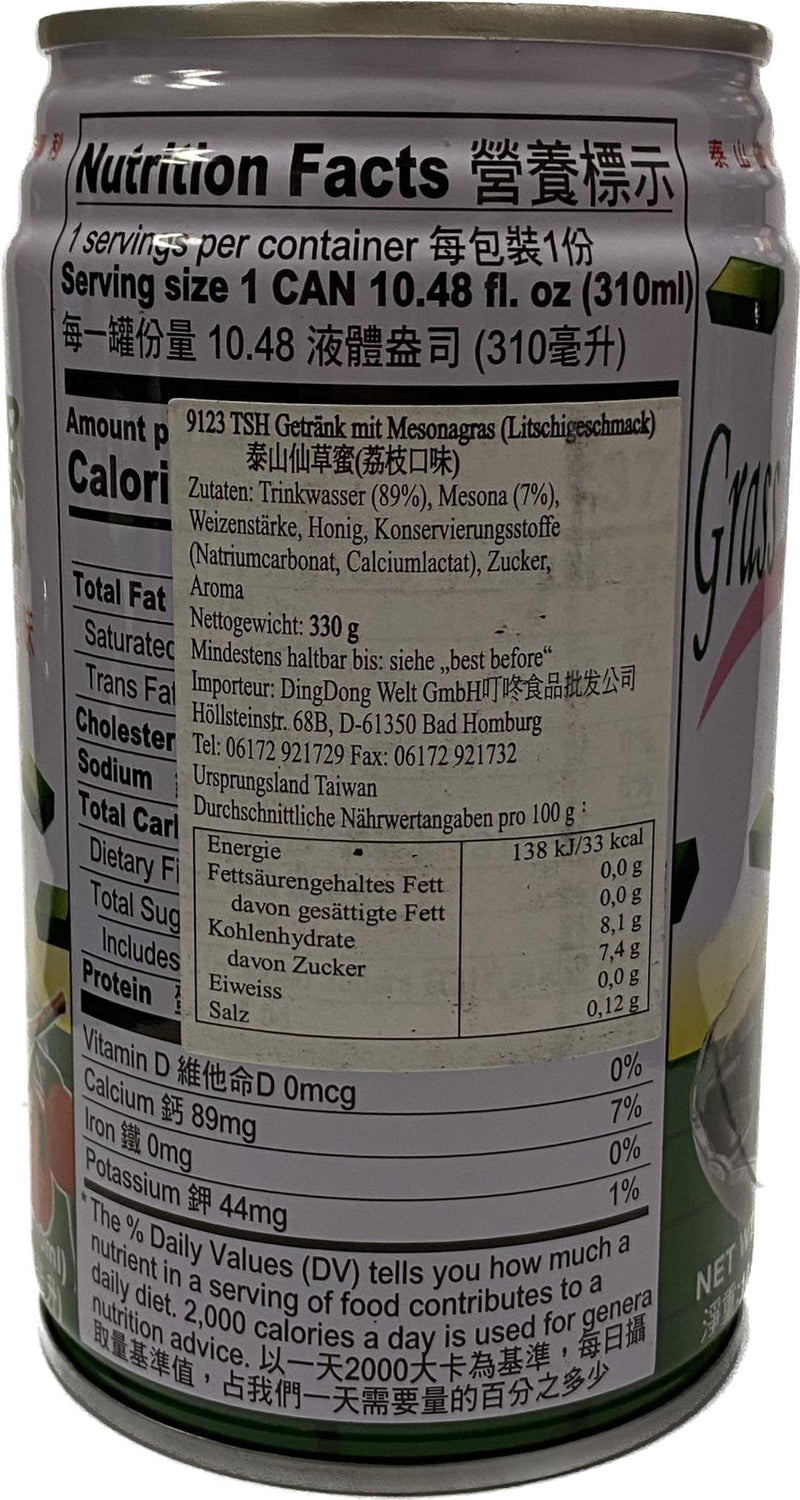 泰山
Nutrition Facts 營養標示
1 servings per container 每包裝1份
Serving size 1 CAN 10.48 fl. oz (310ml)
每一罐份量 10.48 液體盎司 (310毫升)
Amount p
Calori
Total Fat
Saturated
Trans Fat
Cholester
Sodium
Total Carl
Dietary Fi
Total Sug
Includes
Protein
9123 TSH Getränk mit Mesonagras (Litschigeschmack)
泰山仙草蜜(荔枝口味)
Zutaten: Trinkwasser (89%), Mesona (7%),
Weizenstärke, Honig, Konservierungsstoffe
(Natriumcarbonat, Calciumlactat), Zucker,
Aroma
Nettogewicht: 330 g
Mindestens haltbar bis: siehe „best before“
Importeur: DingDong Welt GmbH叮咚食品批发公司
Höllsteinstr. 68B, D-61350 Bad Homburg
Tel: 06172 921729 Fax: 06172 921732
Ursprungsland Taiwan
Durchschnittliche Nährwertangaben pro 100 g :
Energie 138 kJ/33 kcal
Fettsäurengehaltes Fett 0,0 g
davon gesättigte Fett 0,0 g
Kohlenhydrate 8,1 g
davon Zucker 7,4 g
Eiweiss 0,0 g
Salz 0,12 g
Vitamin D 維他命D 0mcg 0%
Calcium 鈣 89mg 7%
Iron 鐵 0mg 0%
Potassium 鉀 44mg 1%
* The % Daily Values (DV) tells you how much a
nutrient in a serving of food contributes to a
daily diet. 2,000 calories a day is used for genera
nutrition advice. 以一天2000大卡為基準，每日攝
取量基準值，占我們一天需要量的百分之多少
Grass
NET W
淨重